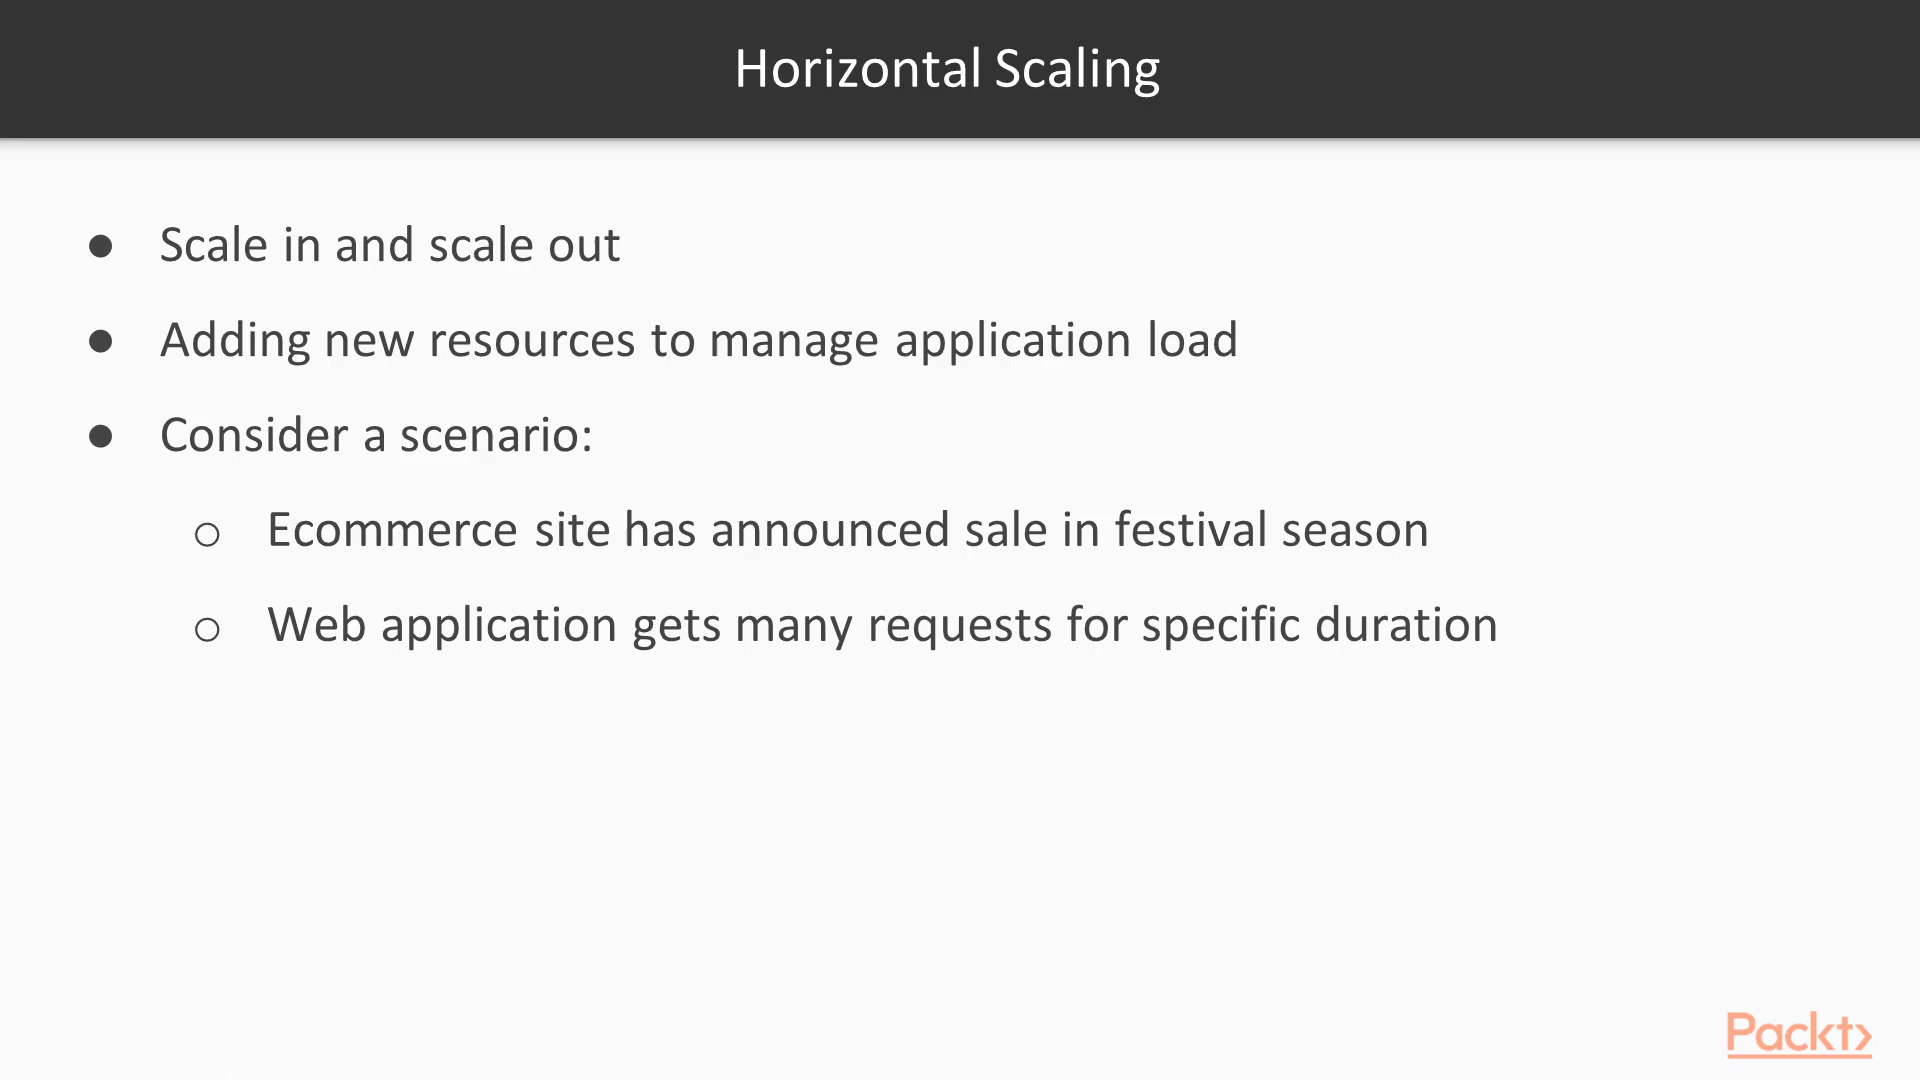 Horizontal Scaling
● Scale in and scale out
● Adding new resources to manage application load
● Consider a scenario:
○ Ecommerce site has announced sale in festival season
○ Web application gets many requests for specific duration
Packt>